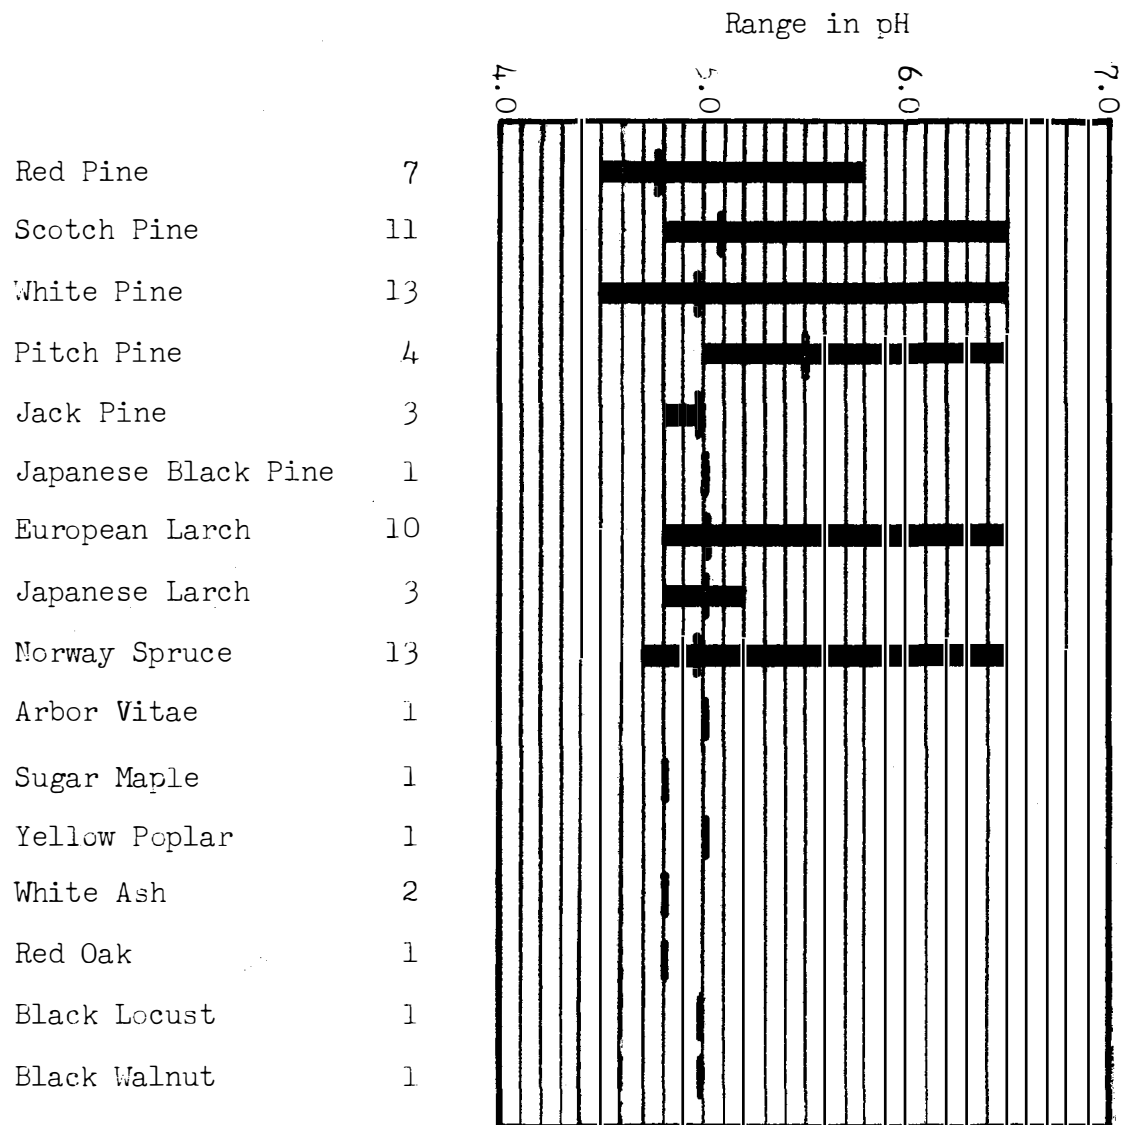 Range in pH
4.0 5.0 6.0 7.0
Red Pine 7
Scotch Pine 11
White Pine 13
Pitch Pine 4
Jack Pine 3
Japanese Black Pine 1
European Larch 10
Japanese Larch 3
Norway Spruce 13
Arbor Vitae 1
Sugar Maple 1
Yellow Poplar 1
White Ash 2
Red Oak 1
Black Locust 1
Black Walnut 1